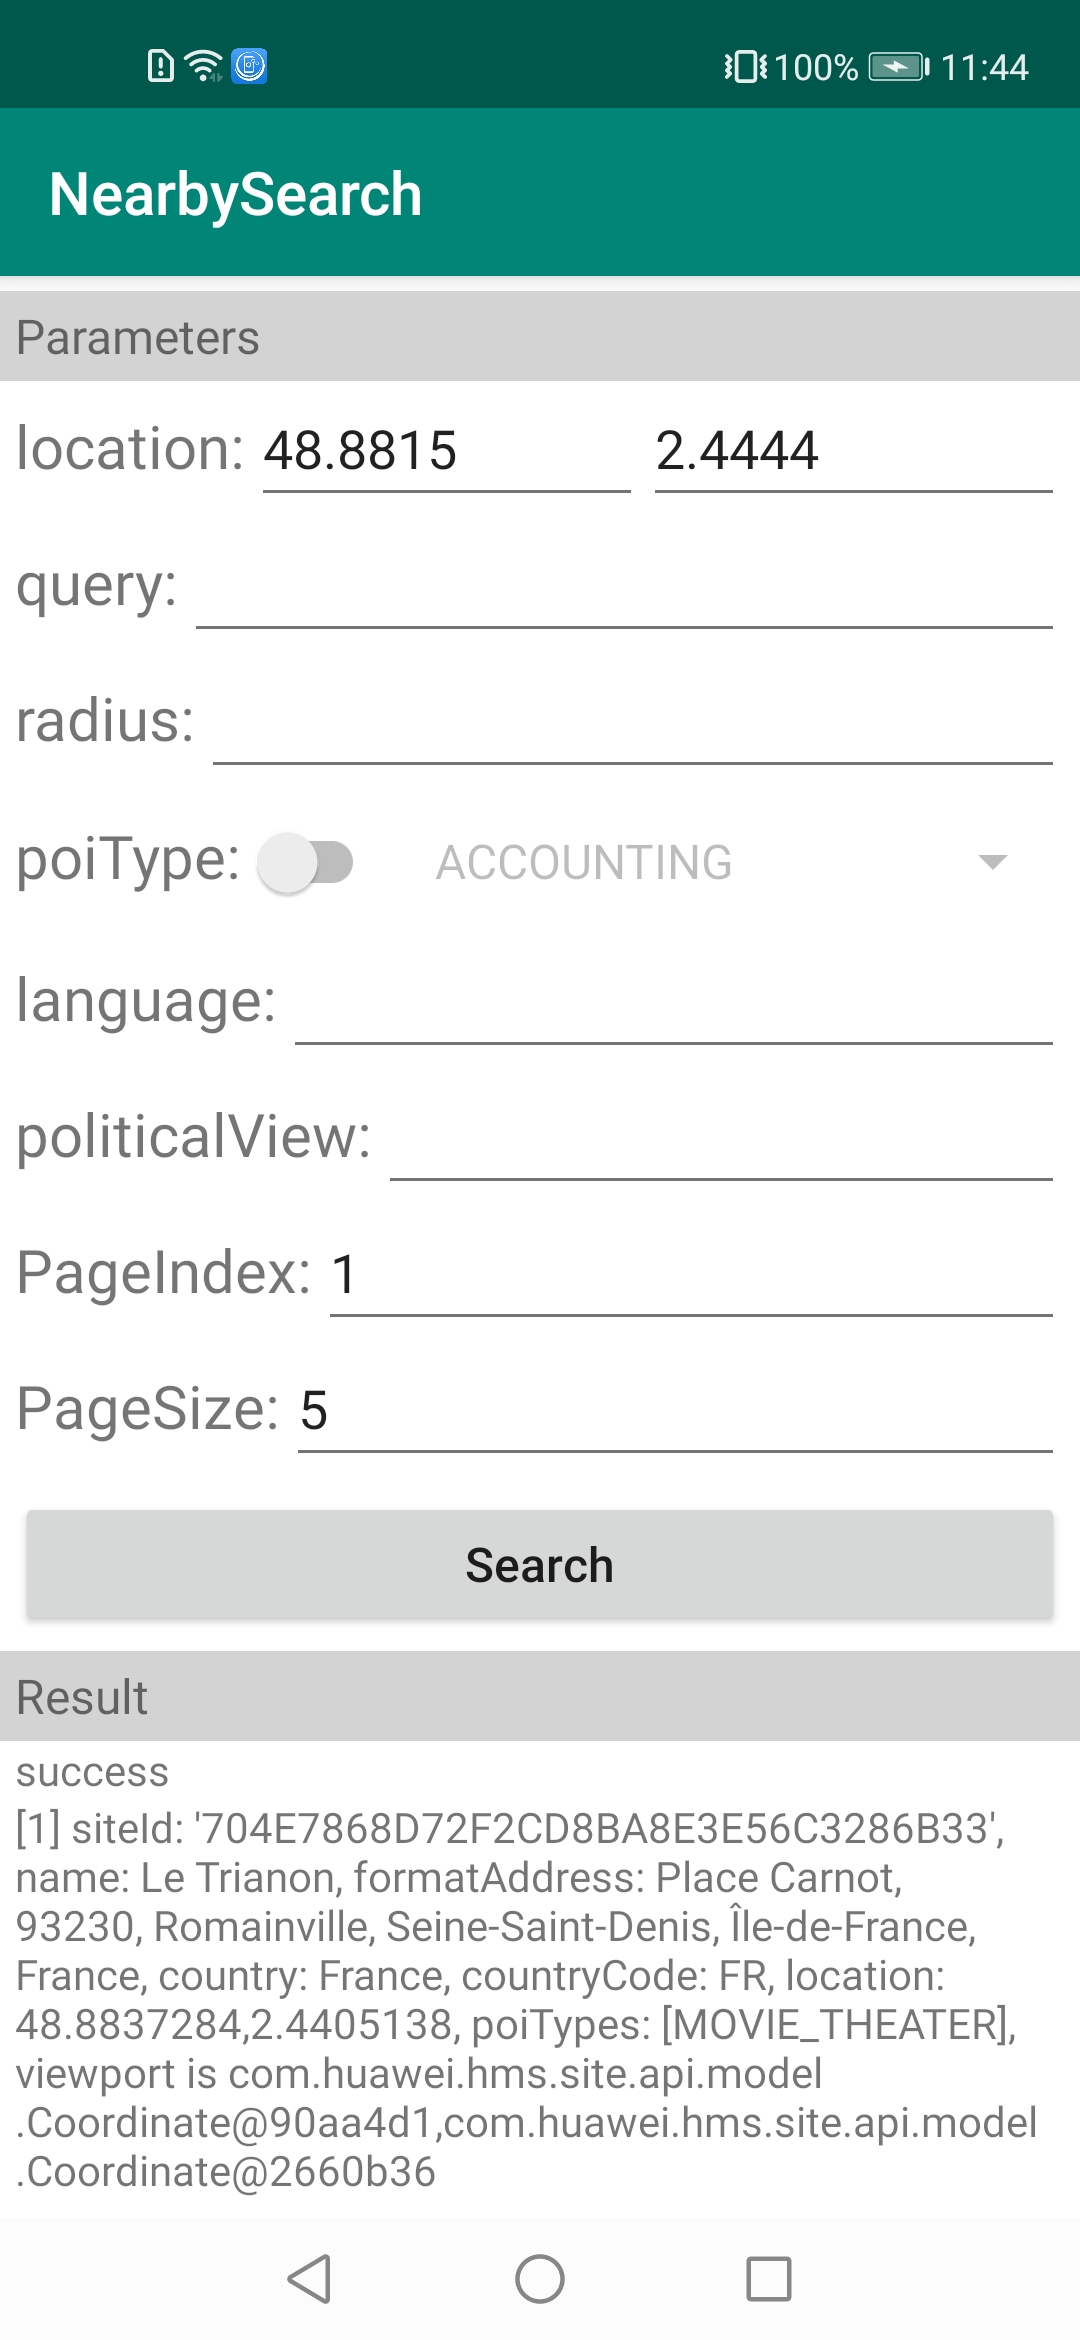 100% 11:44
NearbySearch
Parameters
location: 48.8815 2.4444
query:
radius:
poiType: ACCOUNTING
language:
politicalView:
PageIndex: 1
PageSize: 5
Search
Result
success
[1] siteId: '704E7868D72F2CD8BA8E3E56C3286B33',
name: Le Trianon, formatAddress: Place Carnot,
93230, Romainville, Seine-Saint-Denis, Île-de-France,
France, country: France, countryCode: FR, location:
48.8837284,2.4405138, poiTypes: [MOVIE_THEATER],
viewport is com.huawei.hms.site.api.model
.Coordinate@90aa4d1,com.huawei.hms.site.api.model
.Coordinate@2660b36